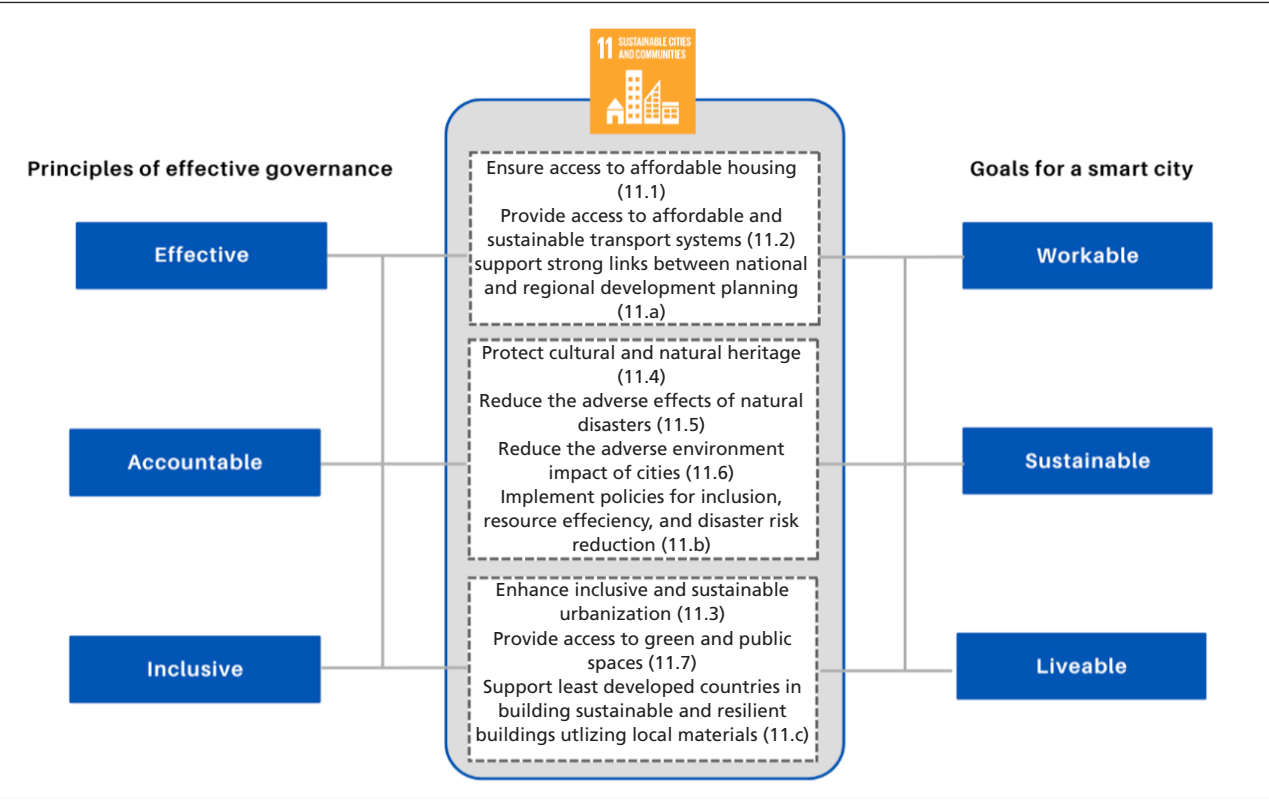 11 SUSTAINABLE CITIES
AND COMMUNITIES
Principles of effective governance
Effective
Accountable
Inclusive
Ensure access to affordable housing
(11.1)
Provide access to affordable and
sustainable transport systems (11.2)
support strong links between national
and regional development planning
(11.a)
Protect cultural and natural heritage
(11.4)
Reduce the adverse effects of natural
disasters (11.5)
Reduce the adverse environment
impact of cities (11.6)
Implement policies for inclusion,
resource effeciency, and disaster risk
reduction (11.b)
Enhance inclusive and sustainable
urbanization (11.3)
Provide access to green and public
spaces (11.7)
Support least developed countries in
building sustainable and resilient
buildings utlizing local materials (11.c)
Goals for a smart city
Workable
Sustainable
Liveable